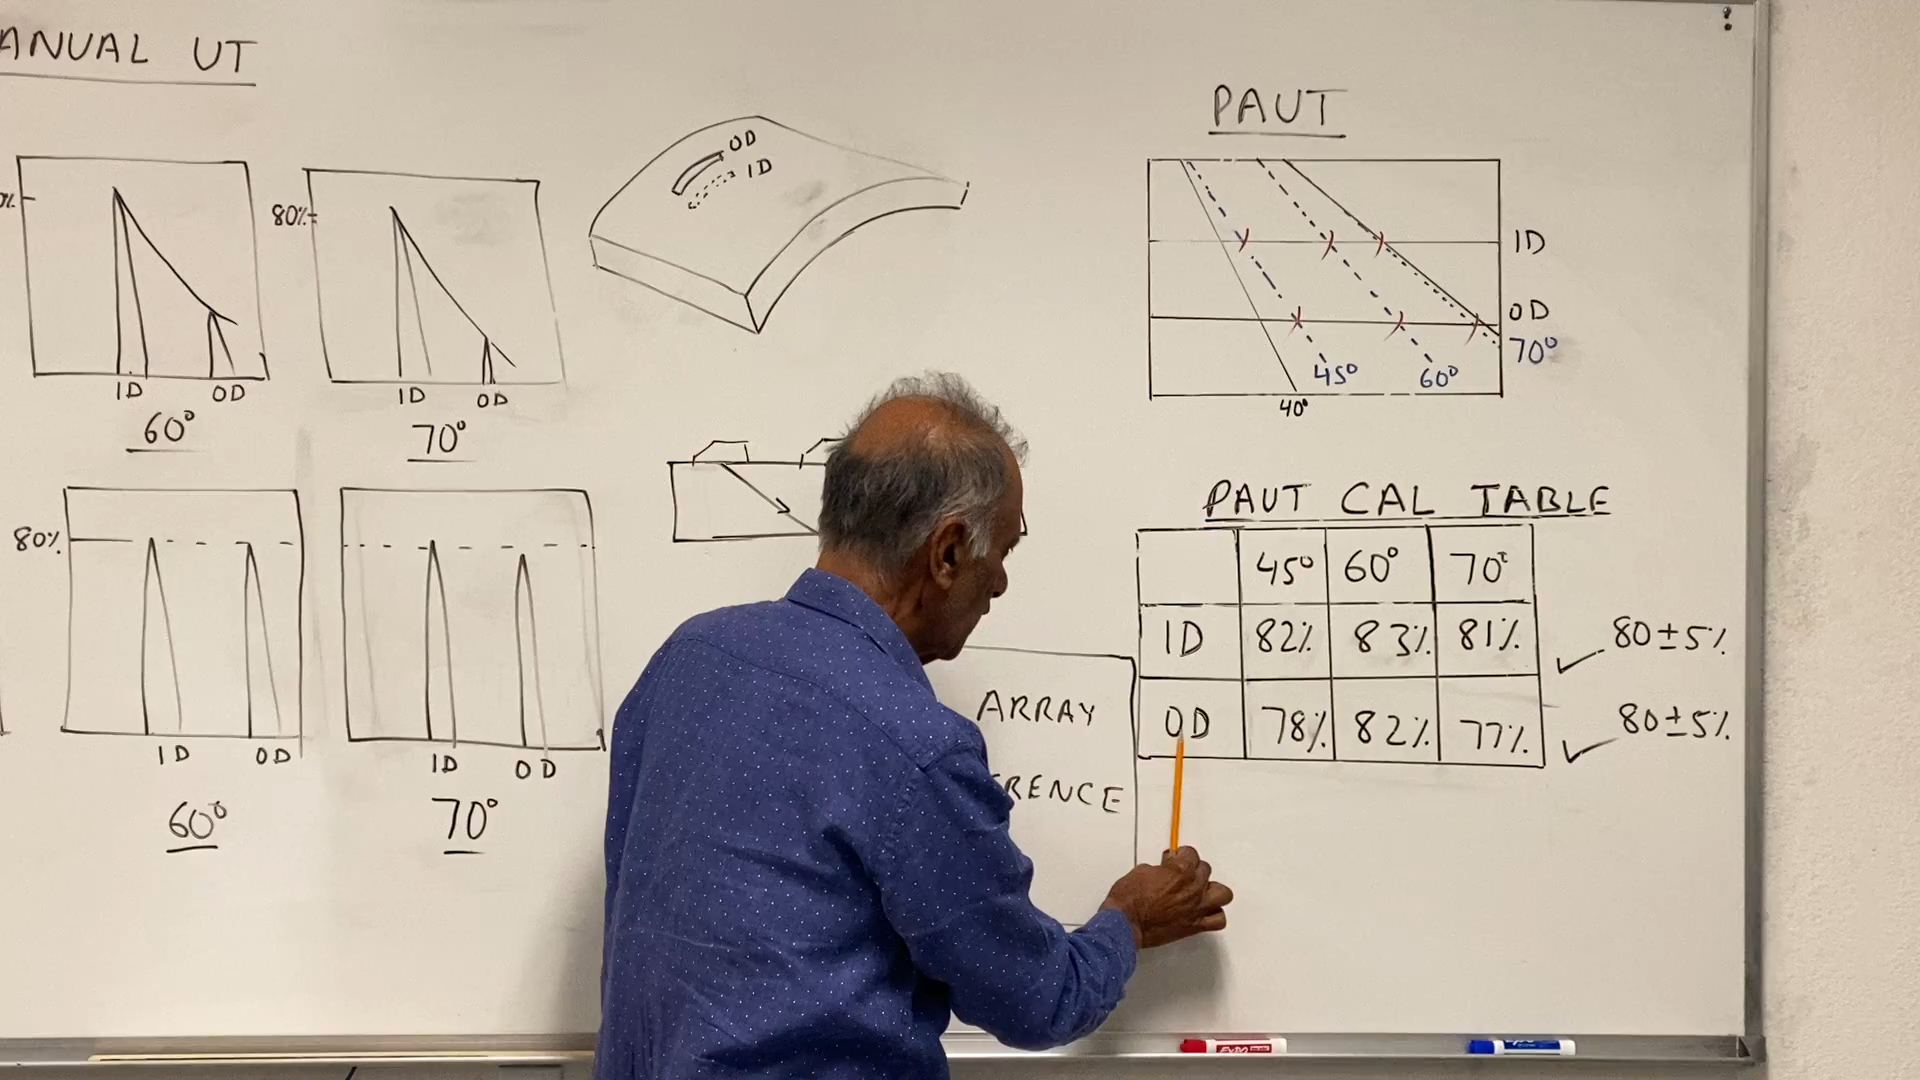 ANUAL UT
%
ID
OD
60°
80%
ID
OD
70°
80%
ID
OD
60°
ID
OD
70°
OD
ID
ARRAY
RENCE
PAUT
ID
OD
70°
45°
60°
40°
PAUT CAL TABLE
45° 60° 70°
ID 82% 83% 81% 80±5%
OD 78% 82% 77% 80±5%
EXPO